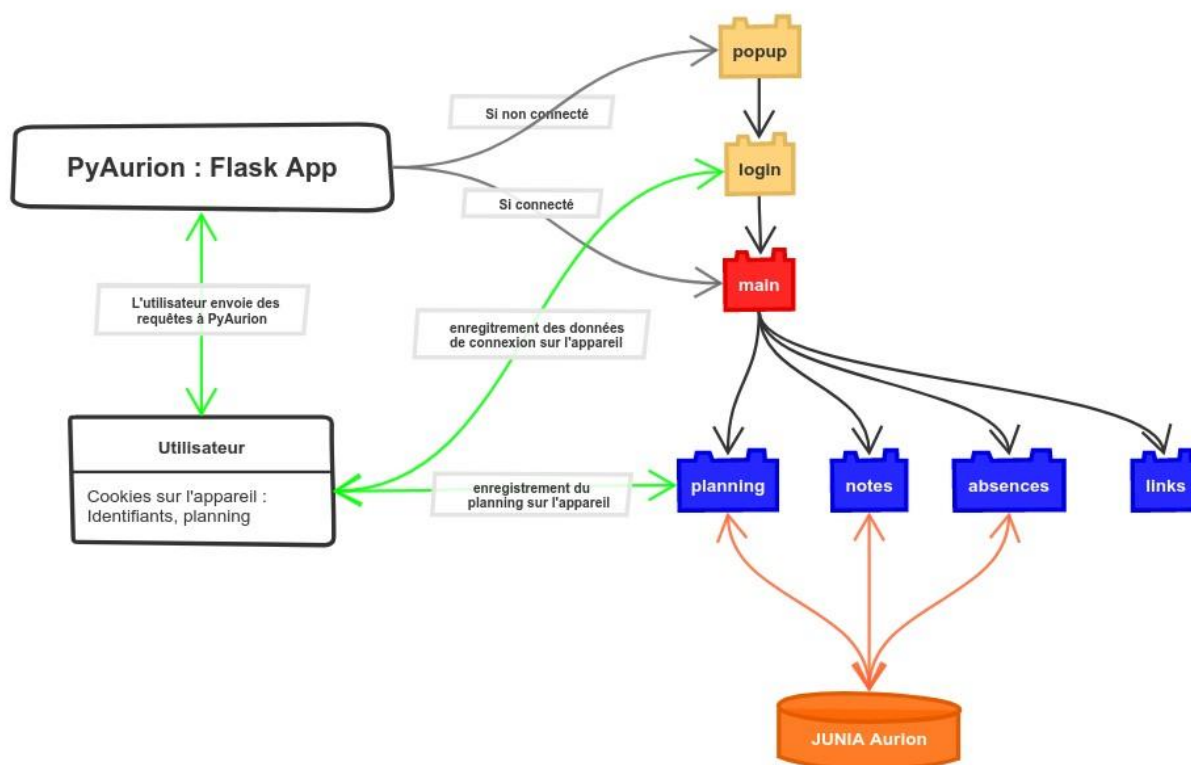 popup
Si non connecté
PyAurion : Flask App
login
Si connecté
main
L'utilisateur envoie des
requêtes à PyAurion
enregitrement des données
de connexion sur l'appareil
Utilisateur
Cookies sur l'appareil :
Identifiants, planning
enregistrement du
planning sur l'appareil
planning
notes
absences
links
JUNIA Aurion